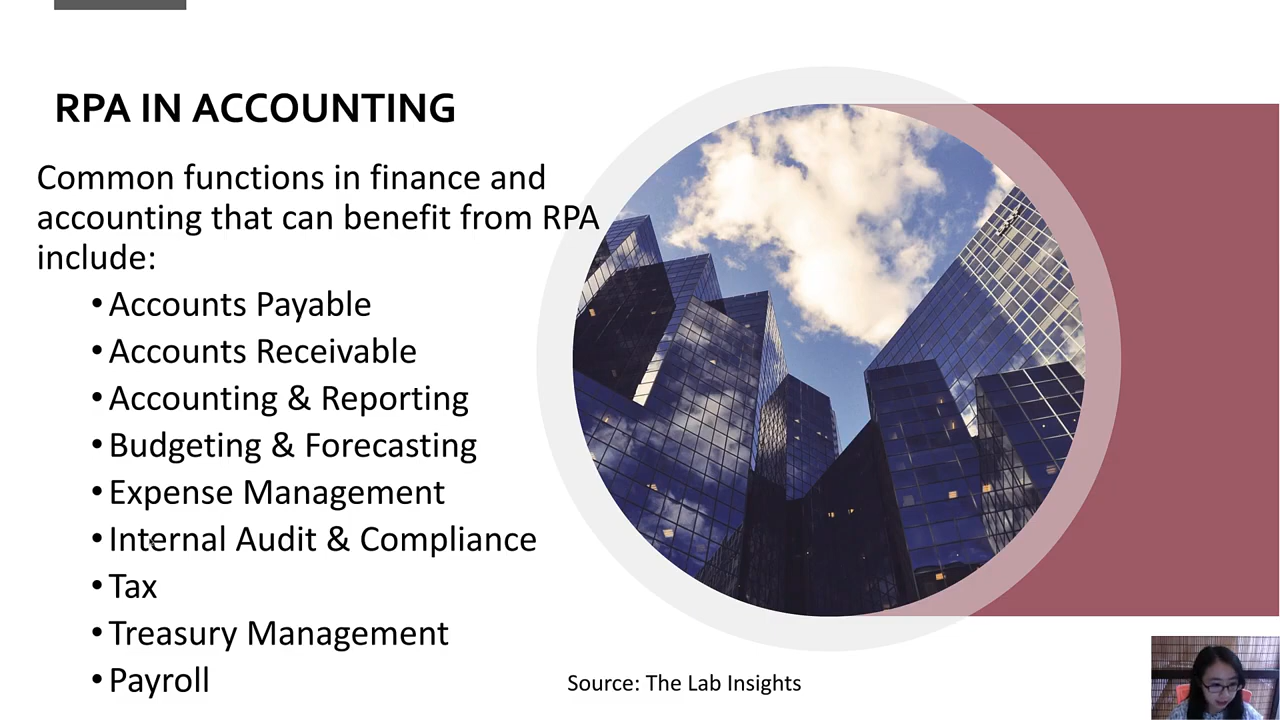 RPA IN ACCOUNTING
Common functions in finance and
accounting that can benefit from RPA
include:
• Accounts Payable
• Accounts Receivable
• Accounting & Reporting
• Budgeting & Forecasting
• Expense Management
• Internal Audit & Compliance
• Tax
• Treasury Management
• Payroll
Source: The Lab Insights